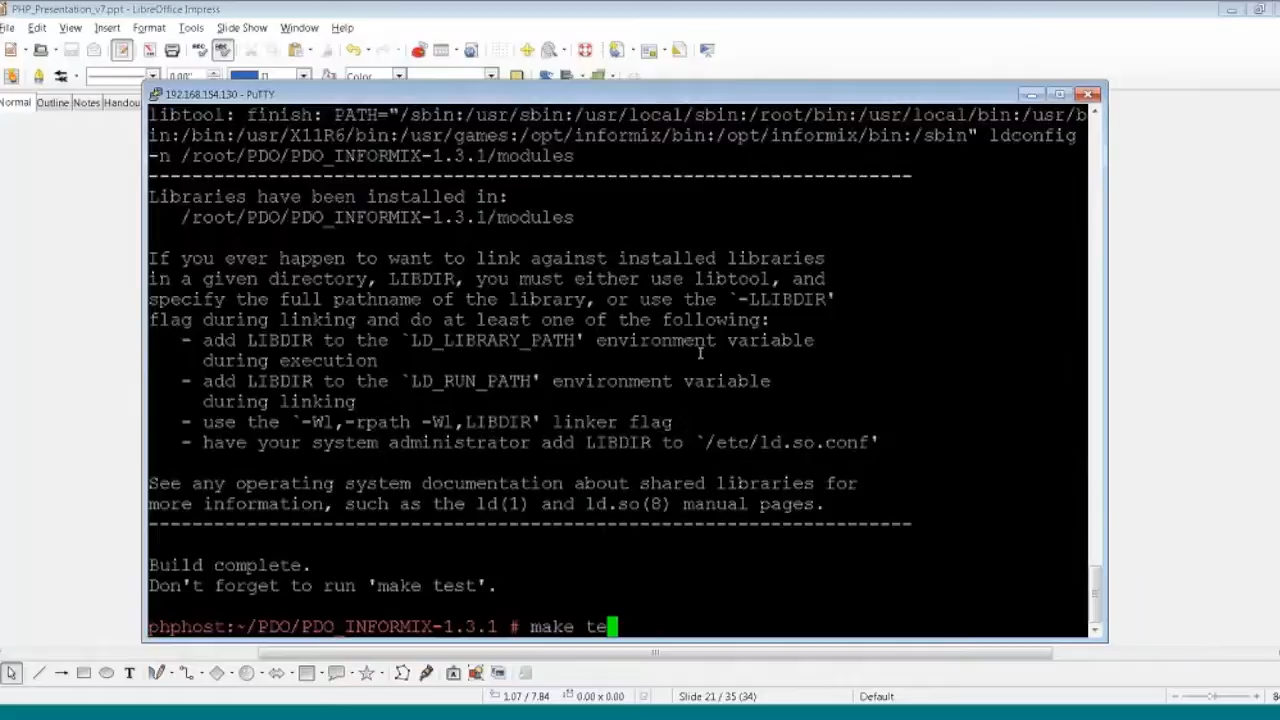 PHP_Presentation_v7.ppt - LibreOffice Impress
File Edit View Insert Format Tools Slide Show Window Help
0.00" Color
Normal Outline Notes Handou
192.168.154.130 - PuTTY
libtool: finish: PATH="/sbin:/usr/sbin:/usr/local/sbin:/root/bin:/usr/local/bin:/usr/b
in:/bin:/usr/X11R6/bin:/usr/games:/opt/informix/bin:/opt/informix/bin:/sbin" ldconfig
-n /root/PDO/PDO_INFORMIX-1.3.1/modules
----------------------------------------------------------------------
Libraries have been installed in:
/root/PDO/PDO_INFORMIX-1.3.1/modules
If you ever happen to want to link against installed libraries
in a given directory, LIBDIR, you must either use libtool, and
specify the full pathname of the library, or use the `-LLIBDIR'
flag during linking and do at least one of the following:
- add LIBDIR to the `LD_LIBRARY_PATH' environment variable
during execution
- add LIBDIR to the `LD_RUN_PATH' environment variable
during linking
- use the `-Wl,-rpath -Wl,LIBDIR' linker flag
- have your system administrator add LIBDIR to `/etc/ld.so.conf'
See any operating system documentation about shared libraries for
more information, such as the ld(1) and ld.so(8) manual pages.
----------------------------------------------------------------------
Build complete.
Don't forget to run 'make test'.
phphost:~/PDO/PDO_INFORMIX-1.3.1 # make te
1.07 / 7.84 0.00 x 0.00 Slide 21 / 35 (34) Default